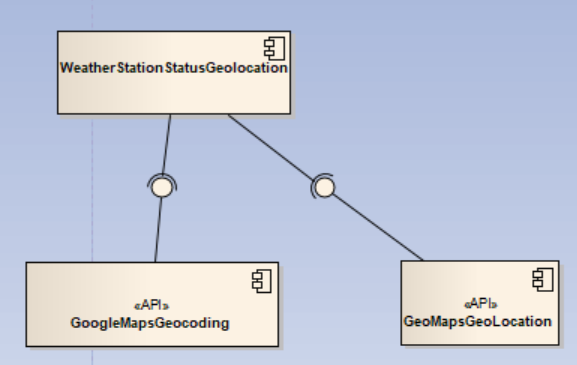 WeatherStationStatusGeolocation
«API»
GoogleMapsGeocoding
«API»
GeoMapsGeoLocation